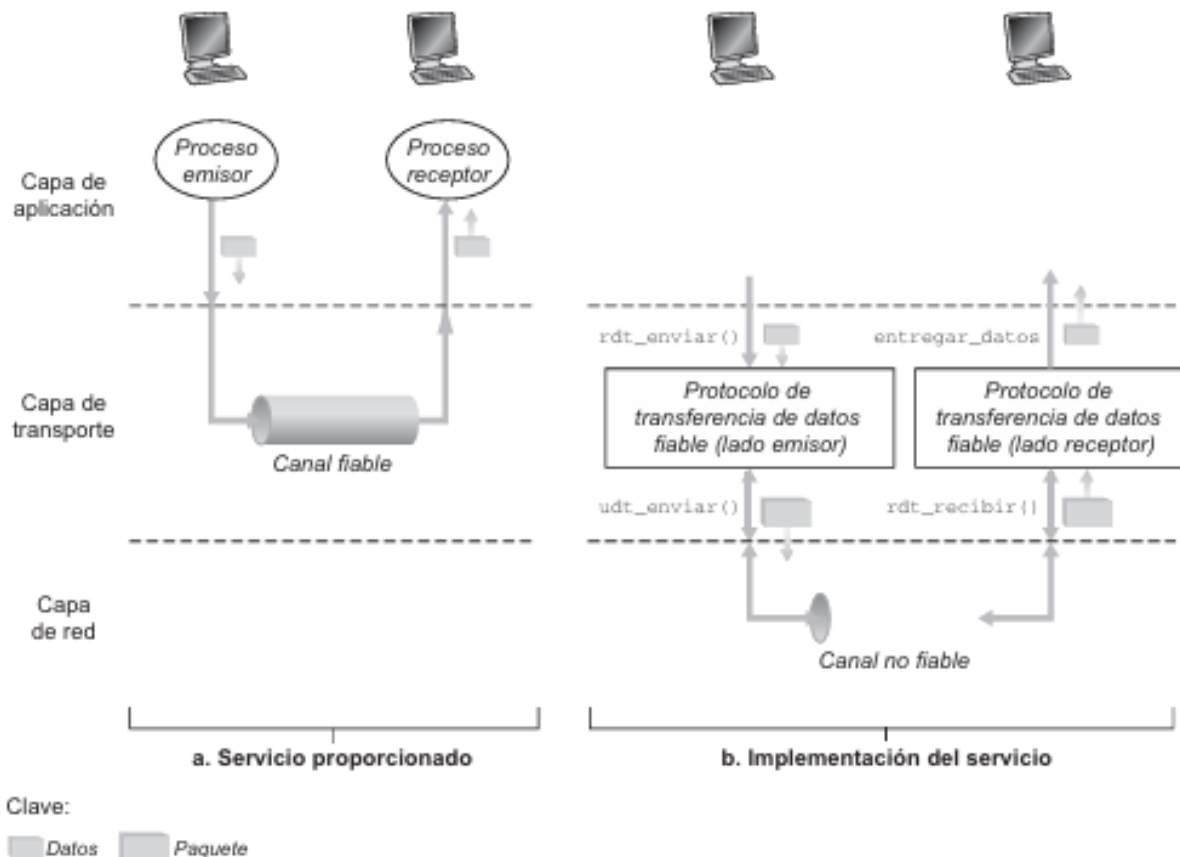 Proceso
emisor
Proceso
receptor
Capa de
aplicación
rdt_enviar()
entregar_datos
Capa de
transporte
Canal fiable
Protocolo de
transferencia de datos
fiable (lado emisor)
Protocolo de
transferencia de datos
fiable (lado receptor)
udt_enviar()
rdt_recibir()
Capa
de red
Canal no fiable
a. Servicio proporcionado
b. Implementación del servicio
Clave:
Datos
Paquete